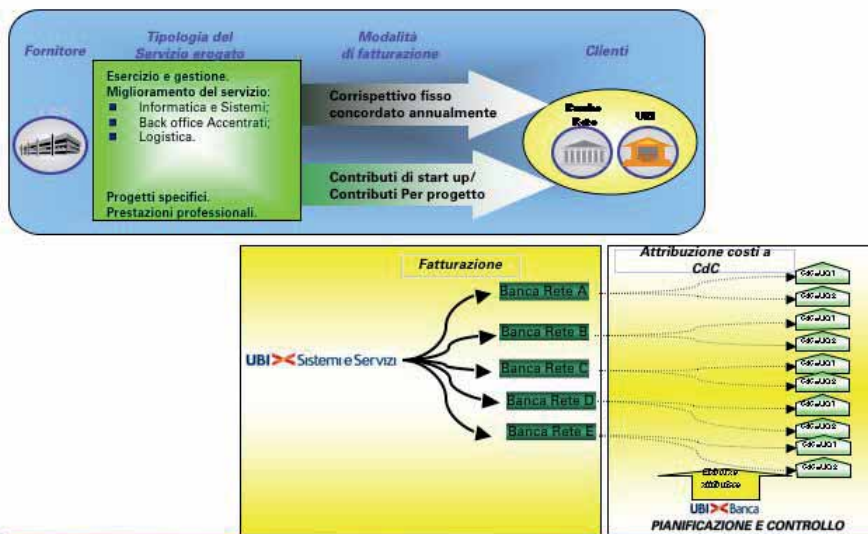 Fornitore
Tipologia del
Servizio erogato
Modalità
di fatturazione
Clienti
Esercizio e gestione.
Miglioramento del servizio:
Informatica e Sistemi;
Back office Accentrati;
Logistica.
Progetti specifici.
Prestazioni professionali.
Corrispettivo fisso
concordato annualmente
Contributi di start up/
Contributi Per progetto
Rete
UBI
Fatturazione
Banca Rete A
Banca Rete B
Banca Rete C
Banca Rete D
Banca Rete E
UBI Sistemi e Servizi
Attribuzione costi a
CdC
UBI Banca
PIANIFICAZIONE E CONTROLLO